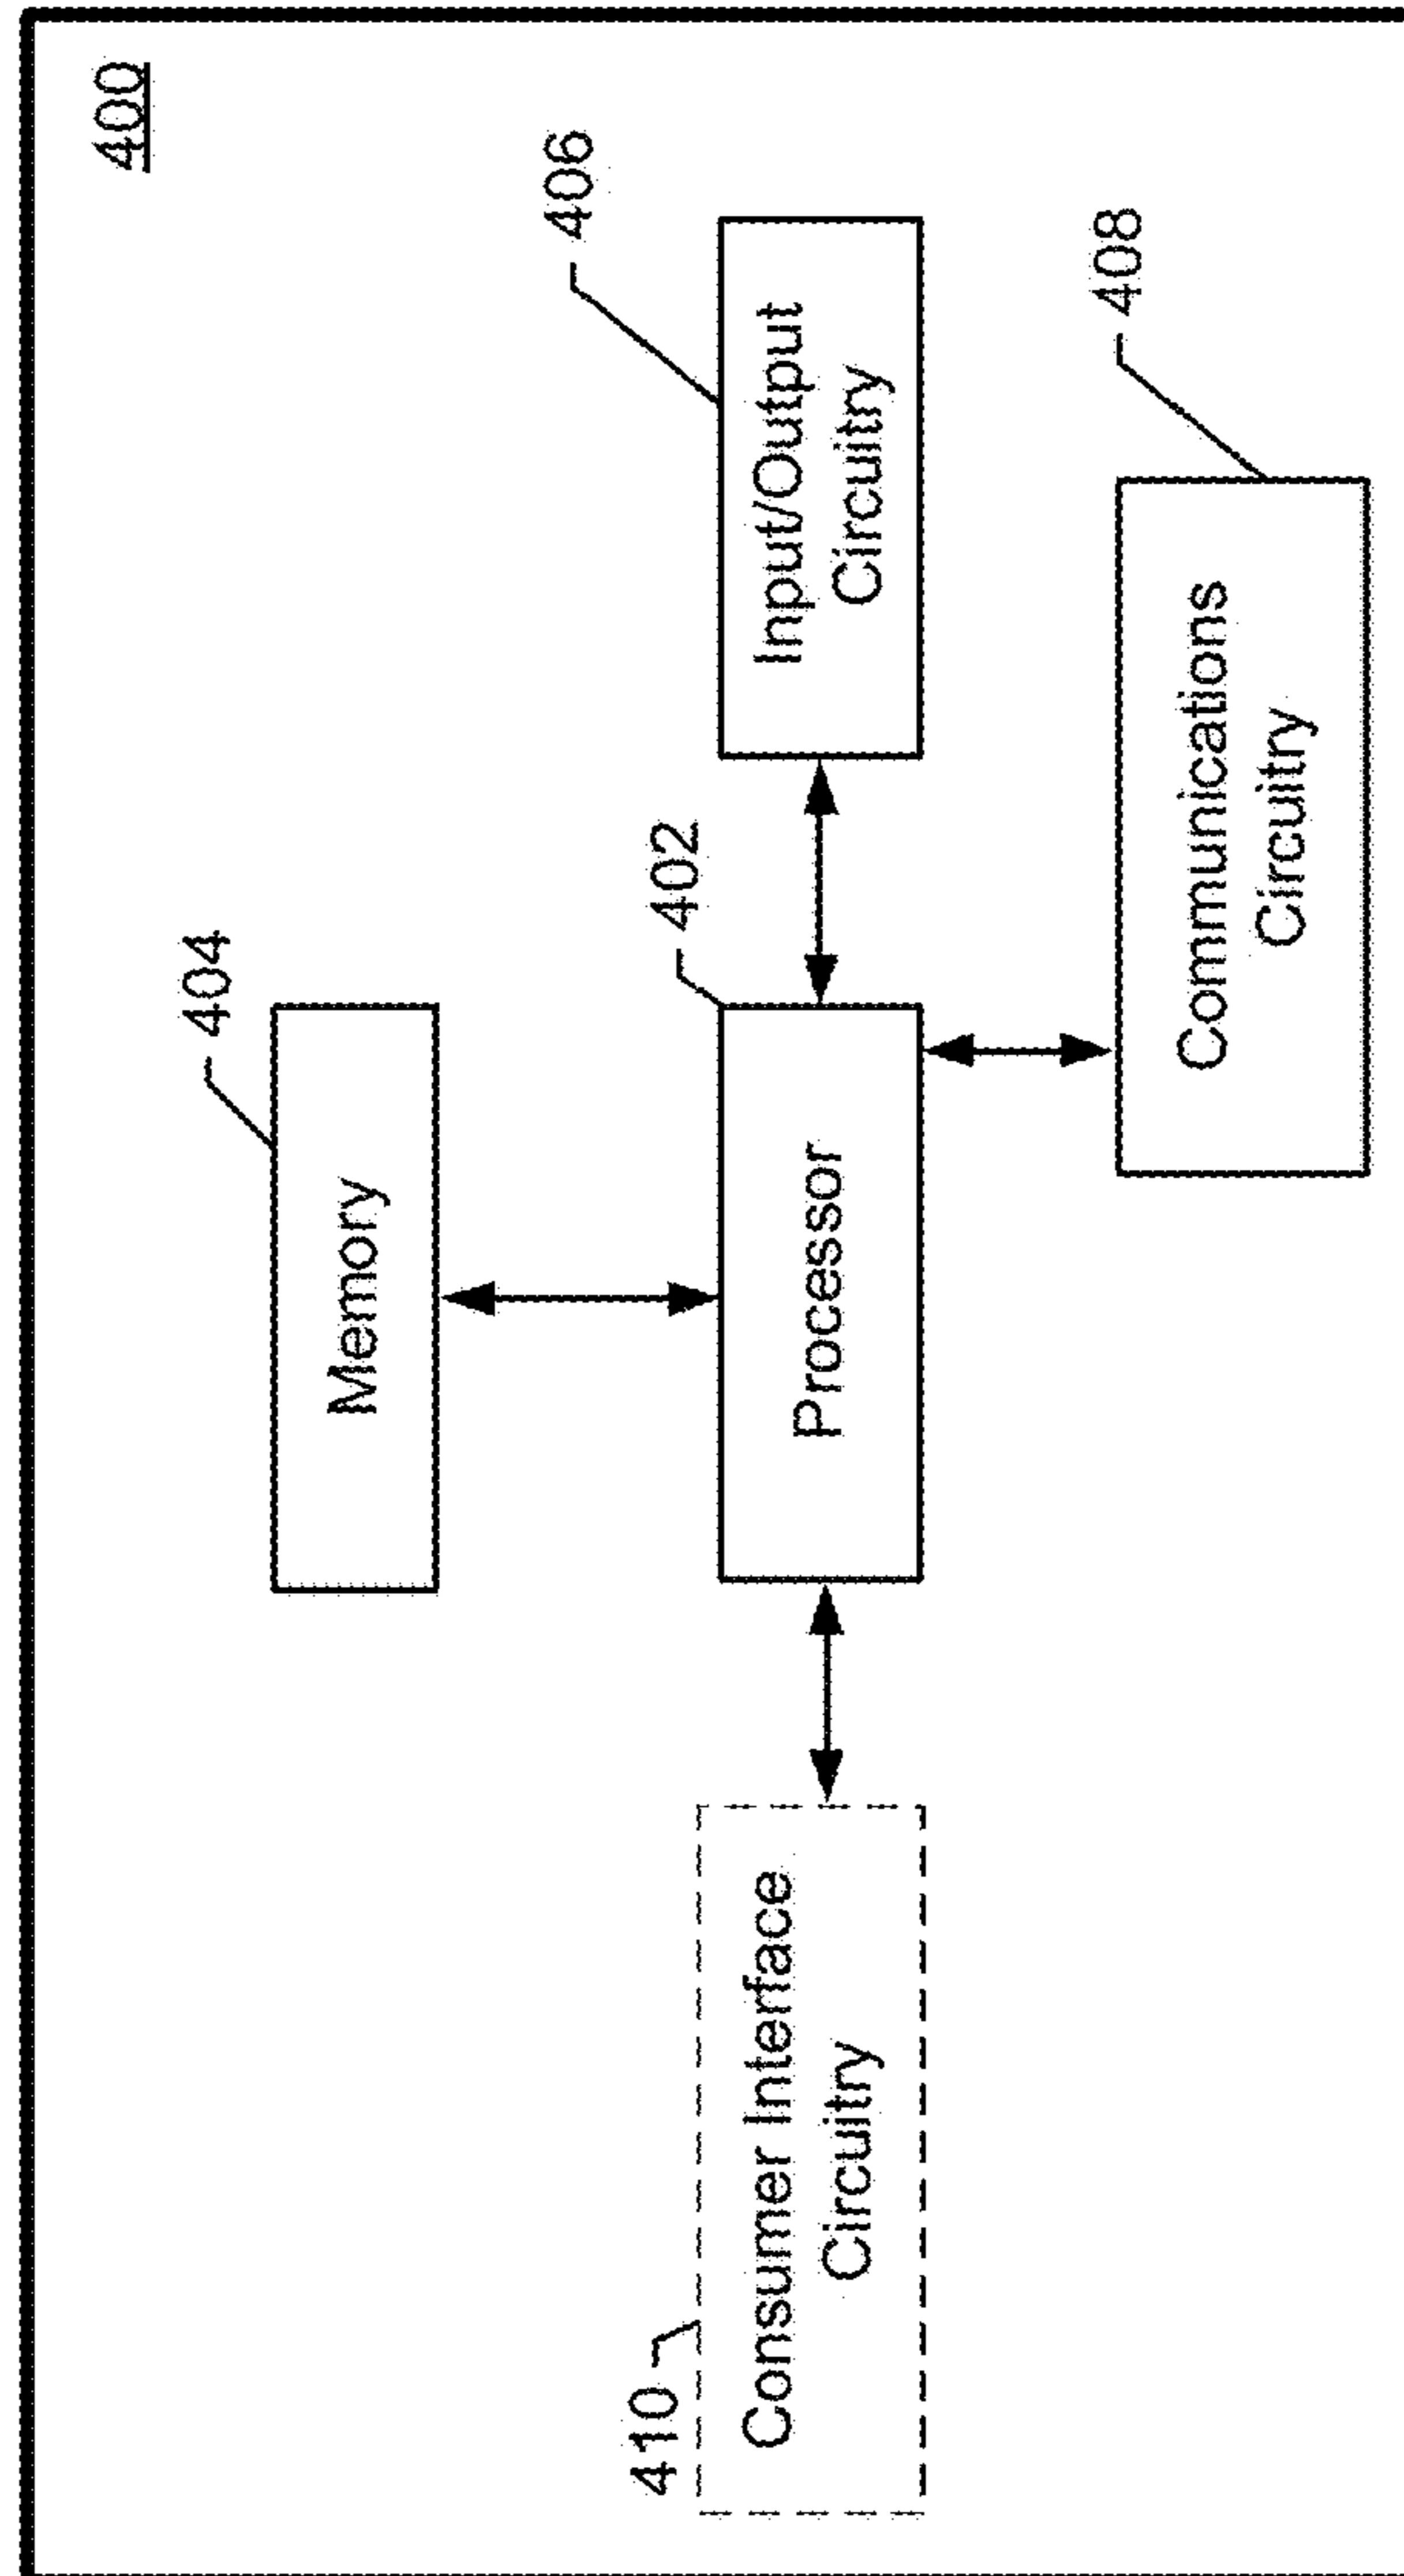 400
404
Memory
406
402
410
Consumer Interface
Circuitry
Processor
Input/Output
Circuitry
408
Communications
Circuitry